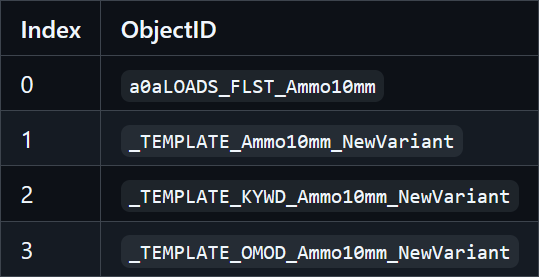 Index ObjectID
0 a0aLOADS_FLST_Ammo10mm
1 _TEMPLATE_Ammo10mm_NewVariant
2 _TEMPLATE_KYWD_Ammo10mm_NewVariant
3 _TEMPLATE_OMOD_Ammo10mm_NewVariant